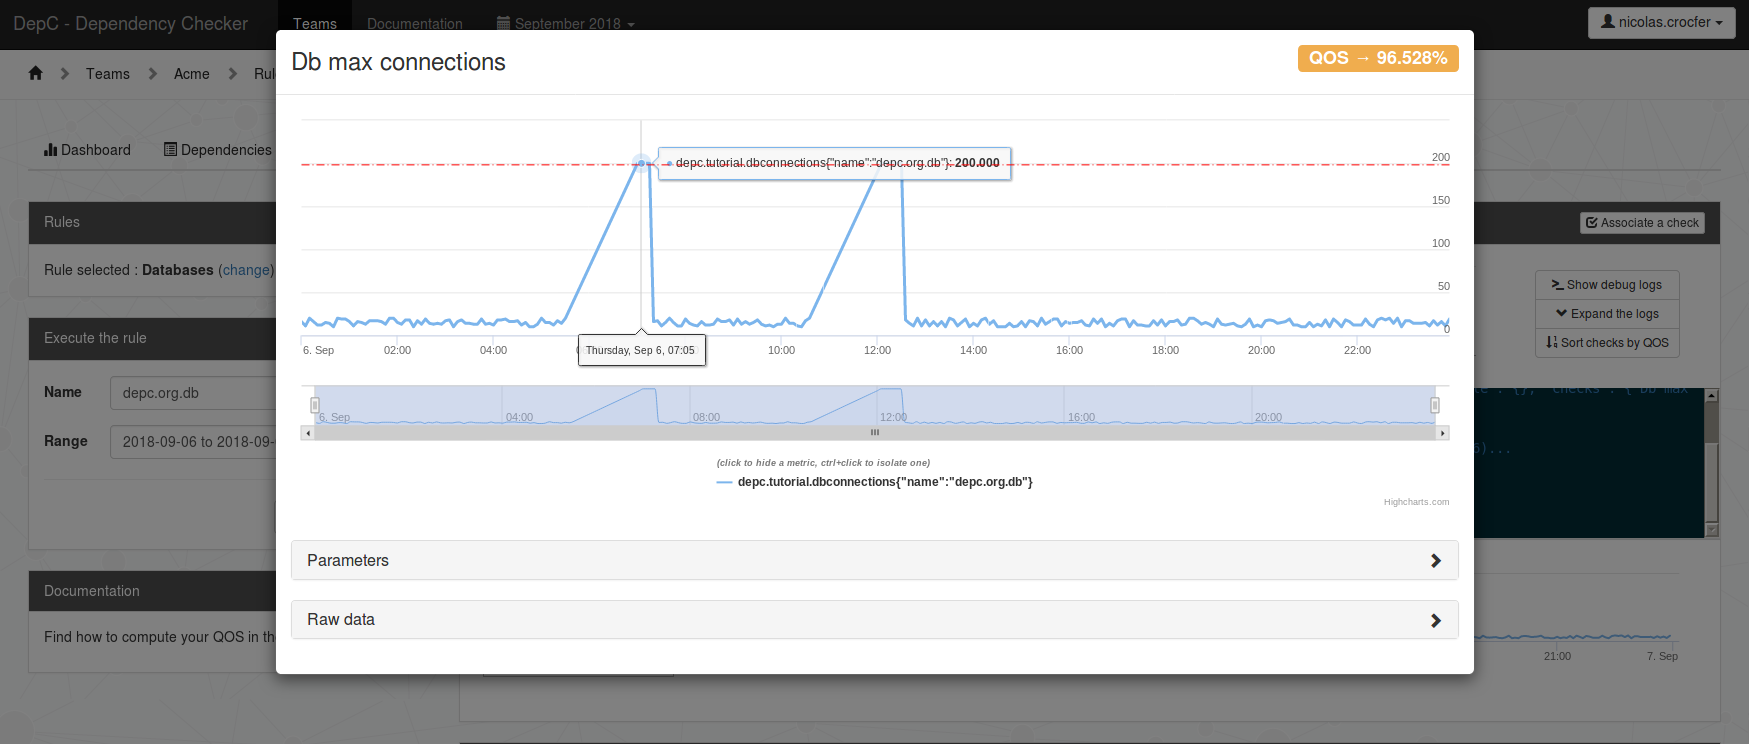 DepC - Dependency Checker
Teams
Documentation
September 2018
nicolas.crocfer
Teams
Acme
Db max connections
QOS → 96.528%
Dashboard
Dependencies
depc.tutorial.dbconnections{"name":"depc.org.db"}: 200.000
200
150
100
50
0
Rules
Associate a check
Rule selected : Databases (change)
Show debug logs
Expand the logs
Sort checks by QOS
Execute the rule
Name
depc.org.db
Range
2018-09-06 to 2018-09-
6. Sep
02:00
04:00
Thursday, Sep 6, 07:05
10:00
12:00
14:00
16:00
18:00
20:00
22:00
6. Sep
04:00
08:00
12:00
16:00
20:00
(click to hide a metric, ctrl+click to isolate one)
depc.tutorial.dbconnections{"name":"depc.org.db"}
Highcharts.com
Parameters
Raw data
Documentation
Find how to compute your QOS in the
21:00
7. Sep